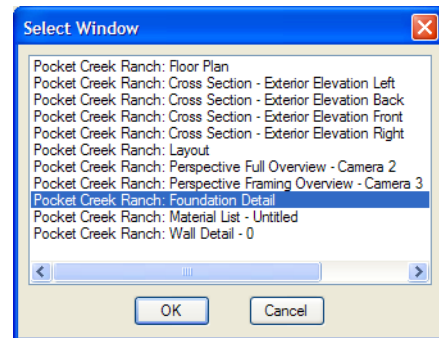 Select Window
Pocket Creek Ranch: Floor Plan
Pocket Creek Ranch: Cross Section - Exterior Elevation Left
Pocket Creek Ranch: Cross Section - Exterior Elevation Back
Pocket Creek Ranch: Cross Section - Exterior Elevation Front
Pocket Creek Ranch: Cross Section - Exterior Elevation Right
Pocket Creek Ranch: Layout
Pocket Creek Ranch: Perspective Full Overview - Camera 2
Pocket Creek Ranch: Perspective Framing Overview - Camera 3
Pocket Creek Ranch: Foundation Detail
Pocket Creek Ranch: Material List - Untitled
Pocket Creek Ranch: Wall Detail - 0
OK Cancel